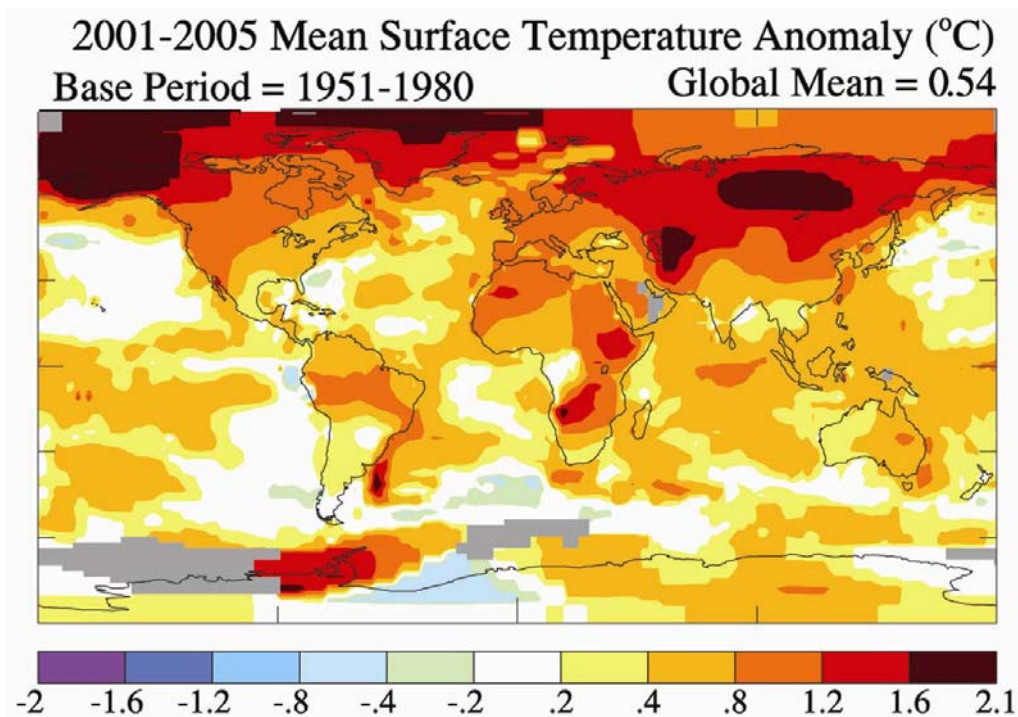 2001-2005 Mean Surface Temperature Anomaly (°C)
Base Period = 1951-1980 Global Mean = 0.54
-2 -1.6 -1.2 -.8 -.4 -.2 .2 .4 .8 1.2 1.6 2.1